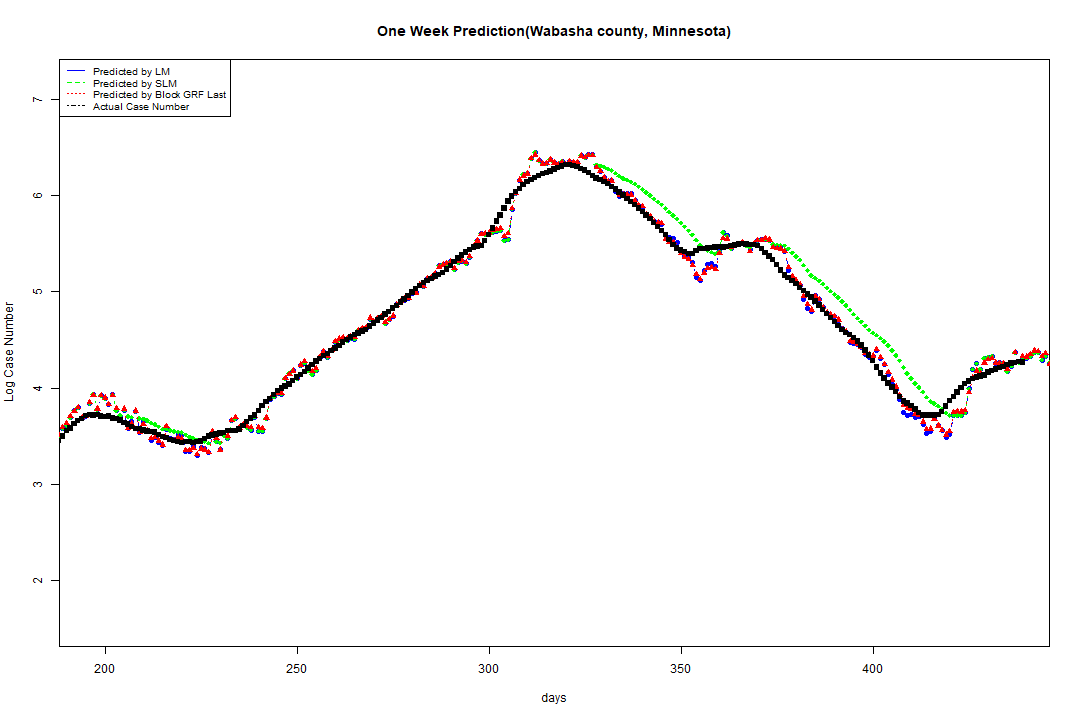 One Week Prediction(Wabasha county, Minnesota)
Predicted by LM
Predicted by SLM
Predicted by Block GRF Last
Actual Case Number
7
6
5
4
3
2
Log Case Number
200 250 300 350 400
days